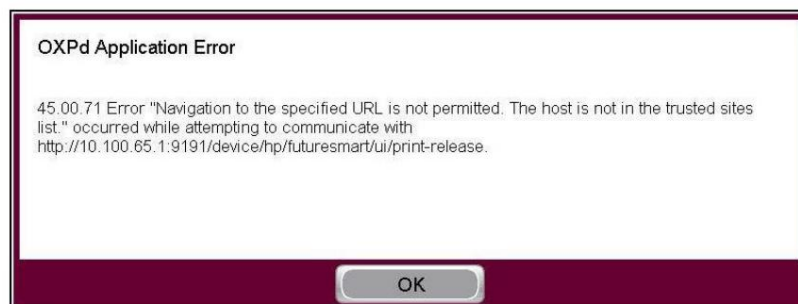 OXPd Application Error
45.00.71 Error "Navigation to the specified URL is not permitted. The host is not in the trusted sites
list." occurred while attempting to communicate with
http://10.100.65.1:9191/device/hp/futuresmart/ui/print-release.
OK